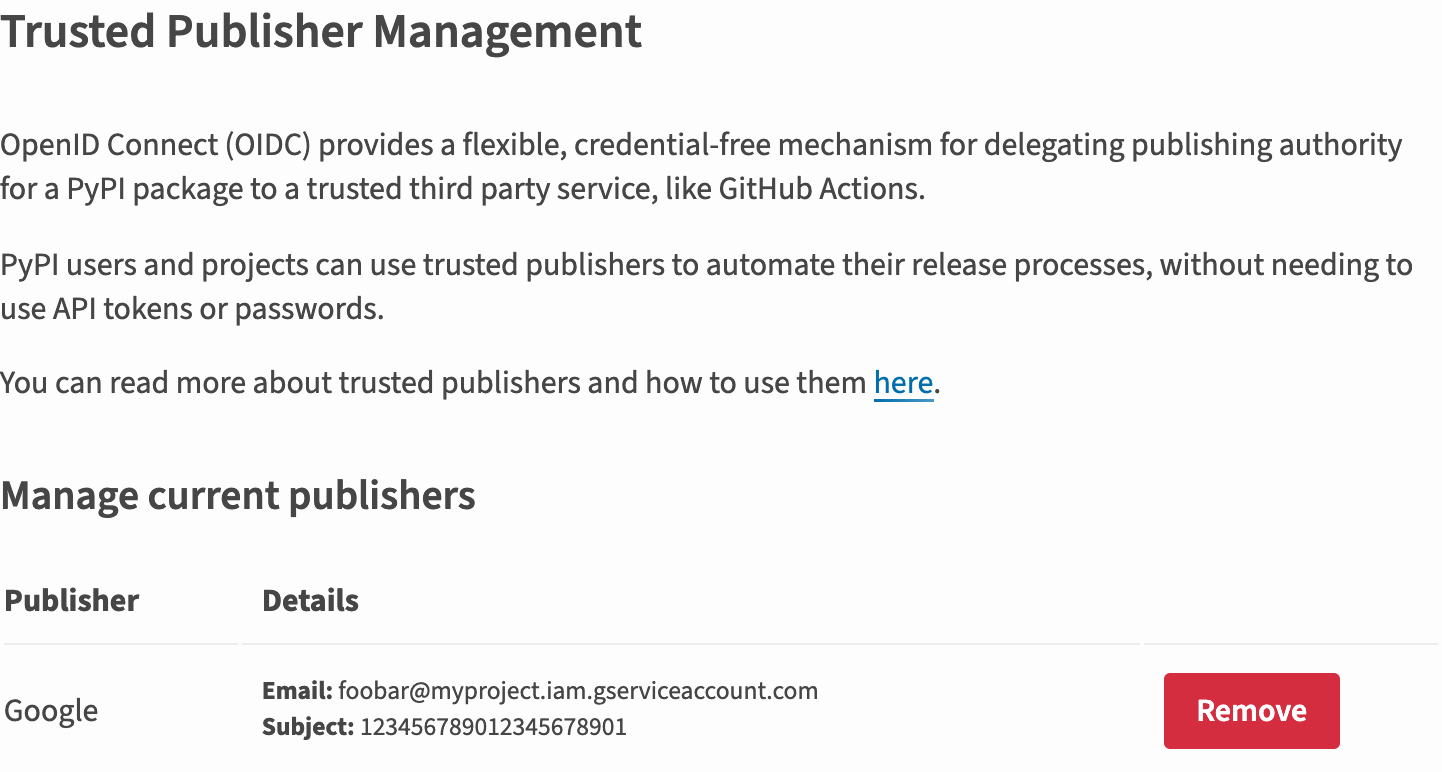 Trusted Publisher Management
OpenID Connect (OIDC) provides a flexible, credential-free mechanism for delegating publishing authority
for a PyPI package to a trusted third party service, like GitHub Actions.
PyPI users and projects can use trusted publishers to automate their release processes, without needing to
use API tokens or passwords.
You can read more about trusted publishers and how to use them here.
Manage current publishers
Publisher Details
Google
Email: foobar@myproject.iam.gserviceaccount.com
Subject: 123456789012345678901
Remove